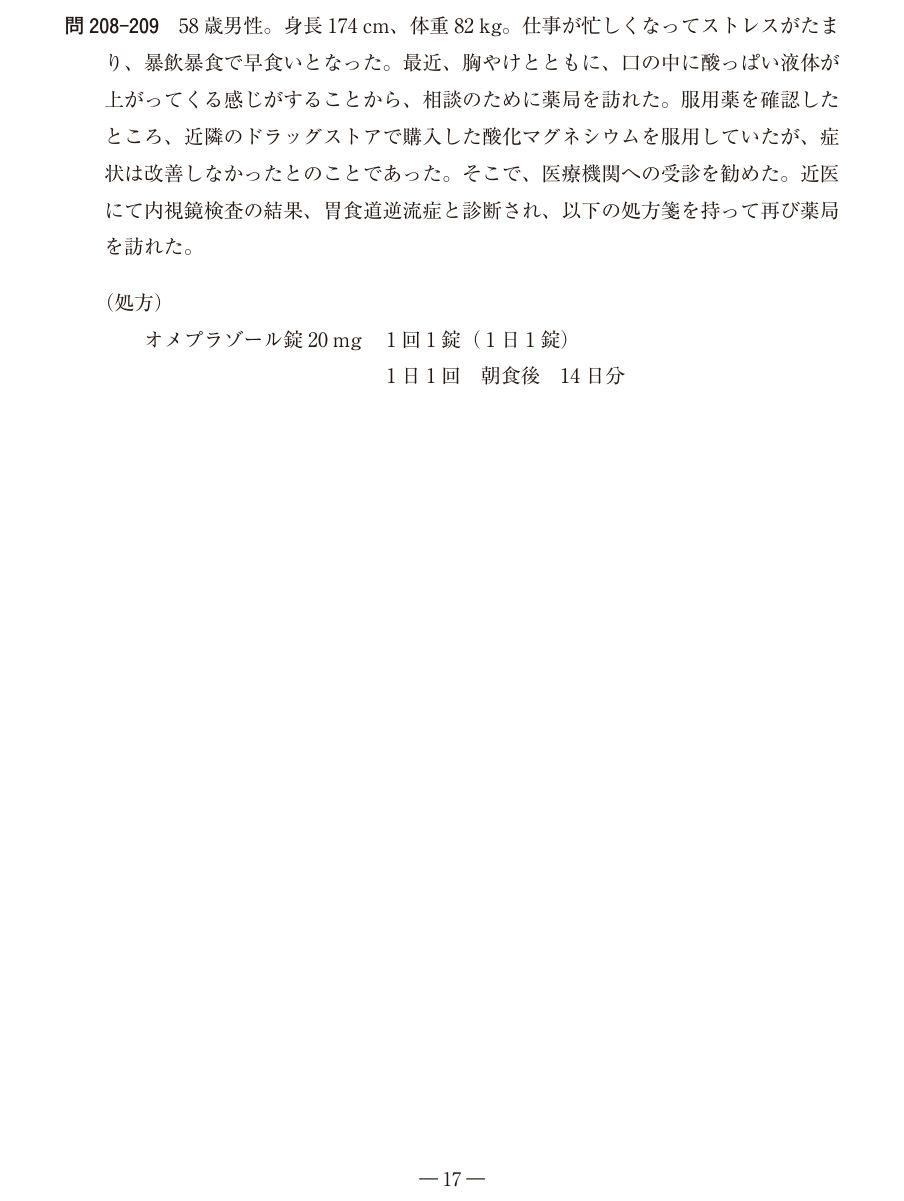 問 208-209　58 歳男性。身長 174 cm、体重 82 kg。仕事が忙しくなってストレスがたま
り、暴飲暴食で早食いとなった。最近、胸やけとともに、口の中に酸っぱい液体が
上がってくる感じがすることから、相談のために薬局を訪れた。服用薬を確認した
ところ、近隣のドラッグストアで購入した酸化マグネシウムを服用していたが、症
状は改善しなかったとのことであった。そこで、医療機関への受診を勧めた。近医
にて内視鏡検査の結果、胃食道逆流症と診断され、以下の処方箋を持って再び薬局
を訪れた。
（処方）
オメプラゾール錠 20 mg　1 回 1 錠（1 日 1 錠）
1 日 1 回　朝食後　14 日分
— 17 —